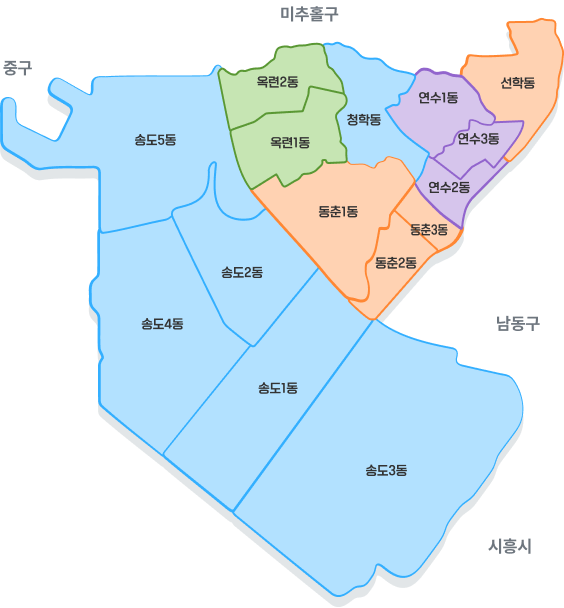 미추홀구
중구
옥련2동
선학동
연수1동
청학동
송도5동
옥련1동
연수3동
연수2동
동춘1동
동춘3동
동춘2동
송도2동
송도4동
남동구
송도1동
송도3동
시흥시